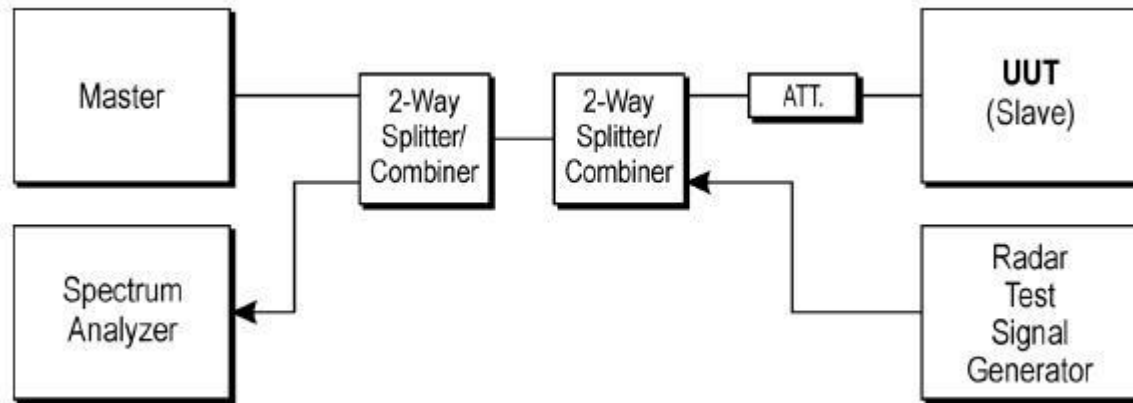 Master
2-Way
Splitter/
Combiner
2-Way
Splitter/
Combiner
ATT.
UUT
(Slave)
Spectrum
Analyzer
Radar
Test
Signal
Generator